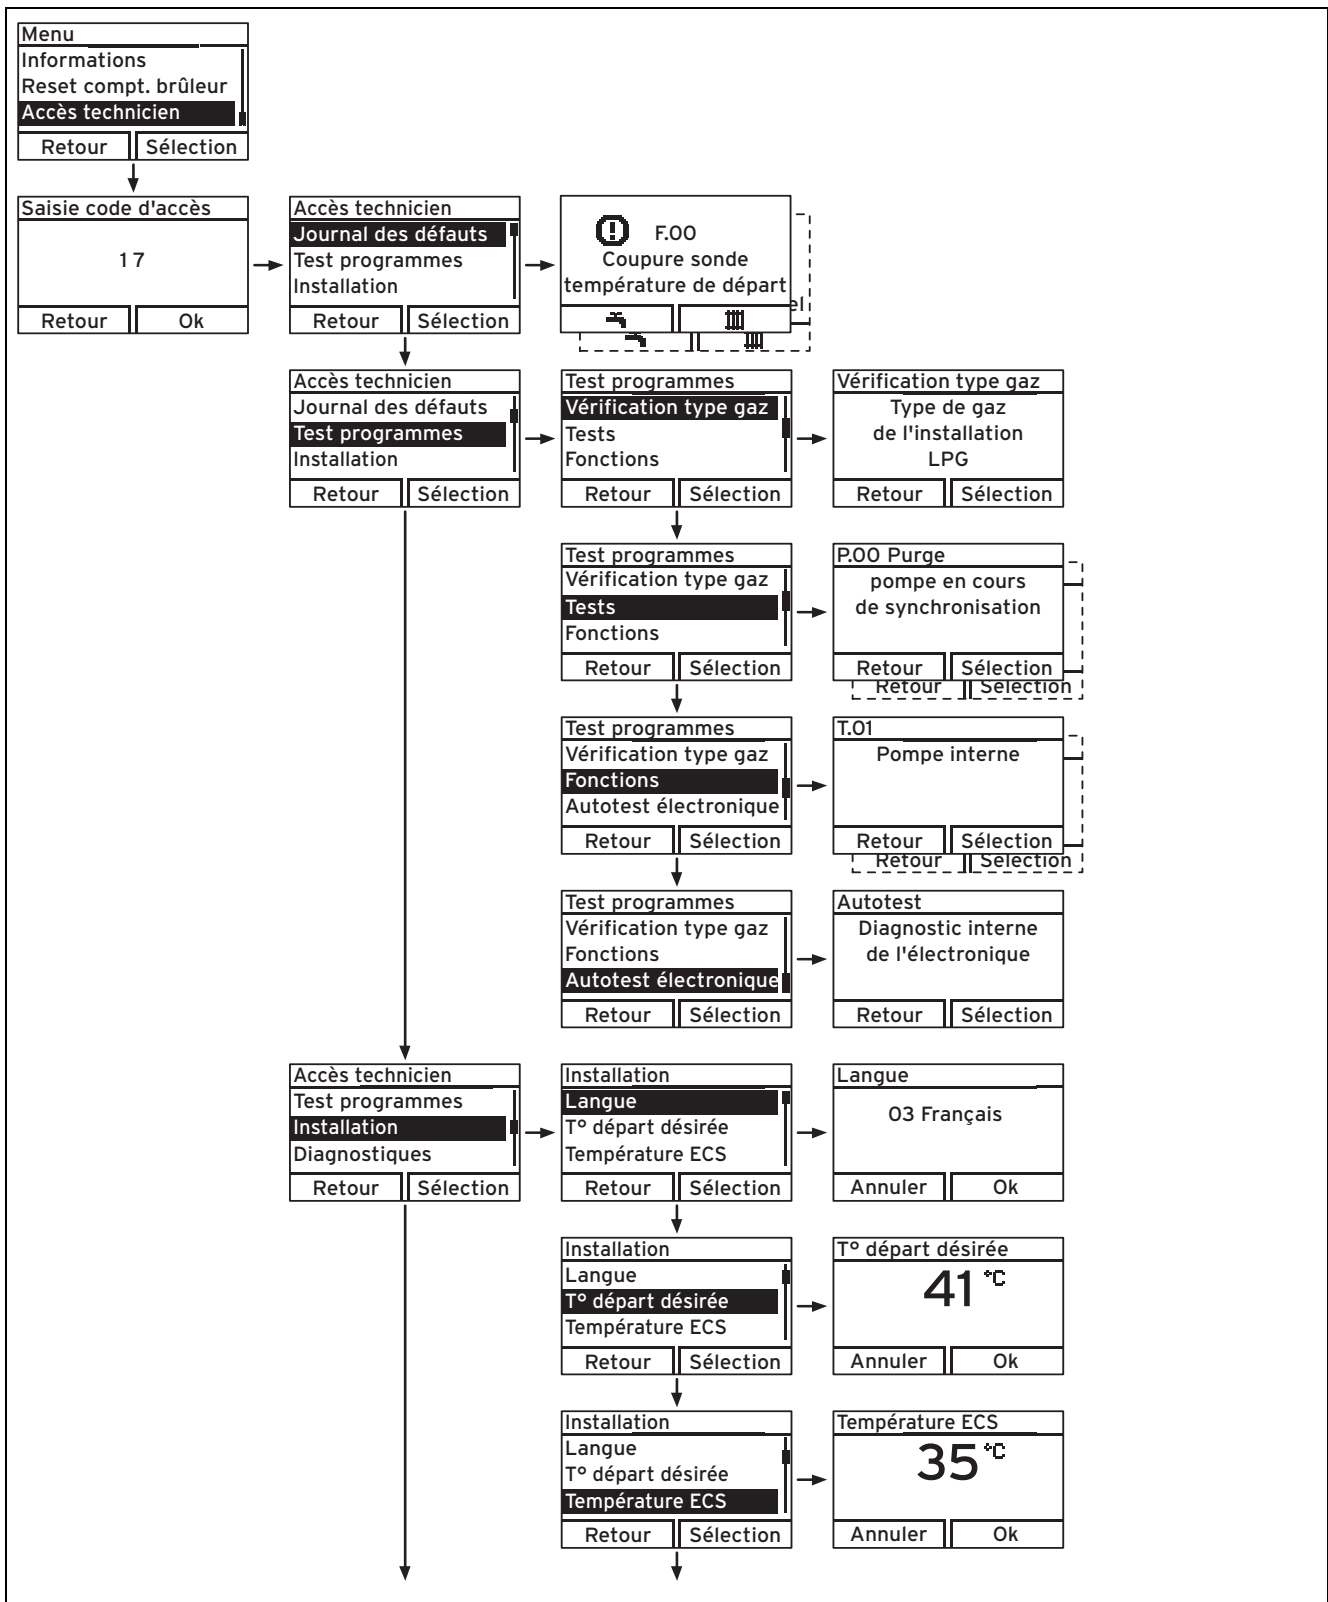 Menu
Informations
Reset compt. brûleur
Accès technicien
Retour Sélection
Saisie code d'accès
17
Retour Ok
Accès technicien
Journal des défauts
Test programmes
Installation
Retour Sélection
F.00
Coupure sonde
température de départ
el
Accès technicien
Journal des défauts
Test programmes
Installation
Retour Sélection
Test programmes
Vérification type gaz
Tests
Fonctions
Retour Sélection
Vérification type gaz
Type de gaz
de l'installation
LPG
Retour Sélection
Test programmes
Vérification type gaz
Tests
Fonctions
Retour Sélection
P.00 Purge
pompe en cours
de synchronisation
Retour Sélection
Retour Sélection
Test programmes
Vérification type gaz
Fonctions
Autotest électronique
Retour Sélection
T.01
Pompe interne
Retour Sélection
Retour Sélection
Test programmes
Vérification type gaz
Fonctions
Autotest électronique
Retour Sélection
Autotest
Diagnostic interne
de l'électronique
Retour Sélection
Accès technicien
Test programmes
Installation
Diagnostiques
Retour Sélection
Installation
Langue
T° départ désirée
Température ECS
Retour Sélection
Langue
03 Français
Annuler Ok
Installation
Langue
T° départ désirée
Température ECS
Retour Sélection
T° départ désirée
41 °C
Annuler Ok
Installation
Langue
T° départ désirée
Température ECS
Retour Sélection
Température ECS
35 °C
Annuler Ok